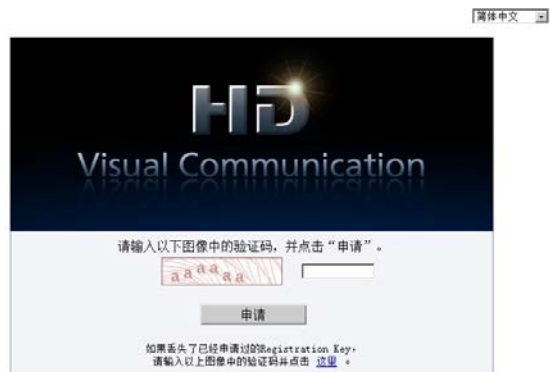 简体中文
HD
Visual Communication
请输入以下图像中的验证码，并点击“申请”。
aaaaaa
申请
如果丢失了已经申请过的Registration Key，
请输入以上图像中的验证码并点击 这里 。